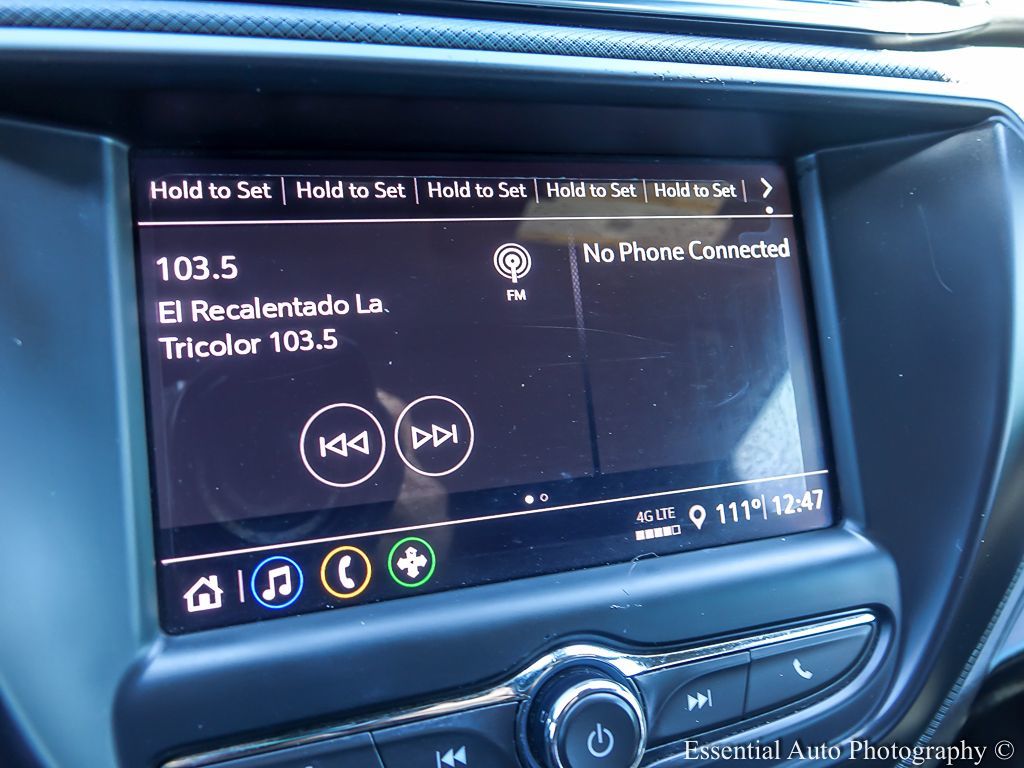 Hold to Set | Hold to Set | Hold to Set | Hold to Set | Hold to Set |
103.5
FM
No Phone Connected
El Recalentado La
Tricolor 103.5
4G LTE
111° | 12:47
Essential Auto Photography ©